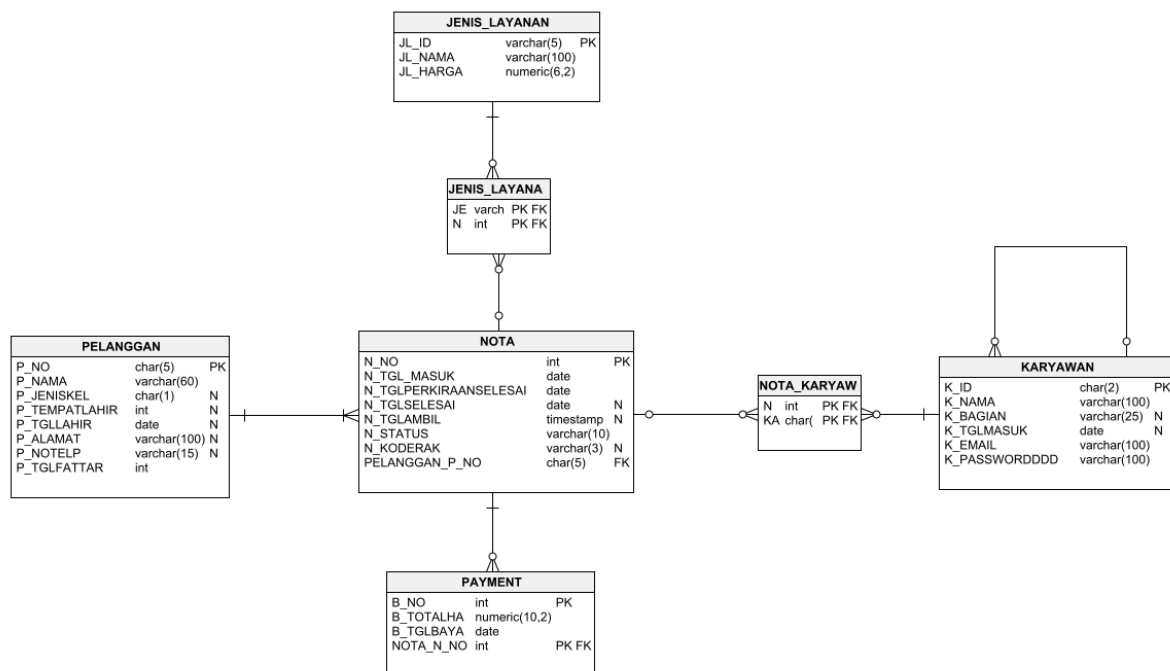 JENIS_LAYANAN
JL_ID varchar(5) PK
JL_NAMA varchar(100)
JL_HARGA numeric(6,2)
JENIS_LAYANA
JE varch PK FK
N int PK FK
PELANGGAN
P_NO char(5) PK
P_NAMA varchar(60)
P_JENISKEL char(1) N
P_TEMPATLAHIR int N
P_TGLLAHIR date N
P_ALAMAT varchar(100) N
P_NOTELP varchar(15) N
P_TGLFATTAR int
NOTA
N_NO int PK
N_TGL_MASUK date
N_TGLPERKIRAANSELESAI date
N_TGLSELESAI date N
N_TGLAMBIL timestamp N
N_STATUS varchar(10)
N_KODERAK varchar(3) N
PELANGGAN_P_NO char(5) FK
NOTA_KARYAW
N int PK FK
KA char( PK FK
KARYAWAN
K_ID char(2) PK
K_NAMA varchar(100)
K_BAGIAN varchar(25) N
K_TGLMASUK date N
K_EMAIL varchar(100)
K_PASSWORDDDD varchar(100)
PAYMENT
B_NO int PK
B_TOTALHA numeric(10,2)
B_TGLBAYA date
NOTA_N_NO int PK FK